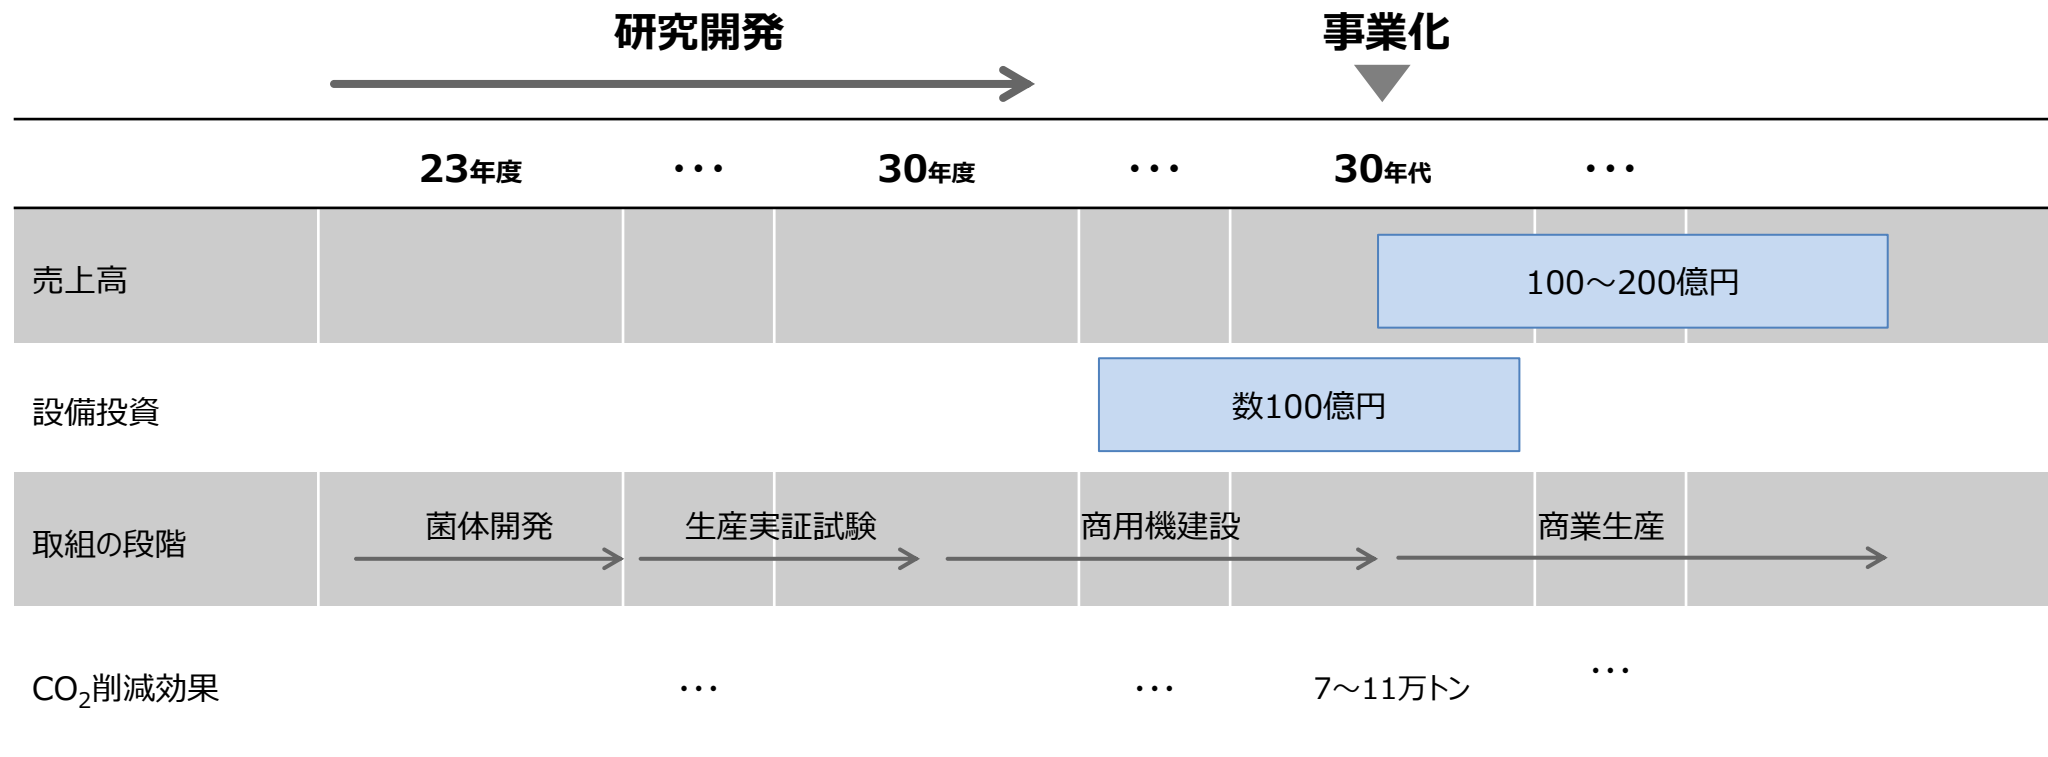 研究開発 事業化
23年度 ・・・ 30年度 ・・・ 30年代 ・・・
売上高 100～200億円
設備投資 数100億円
取組の段階 菌体開発 生産実証試験 商用機建設 商業生産
CO₂削減効果 ・・・ ・・・ 7～11万トン ・・・